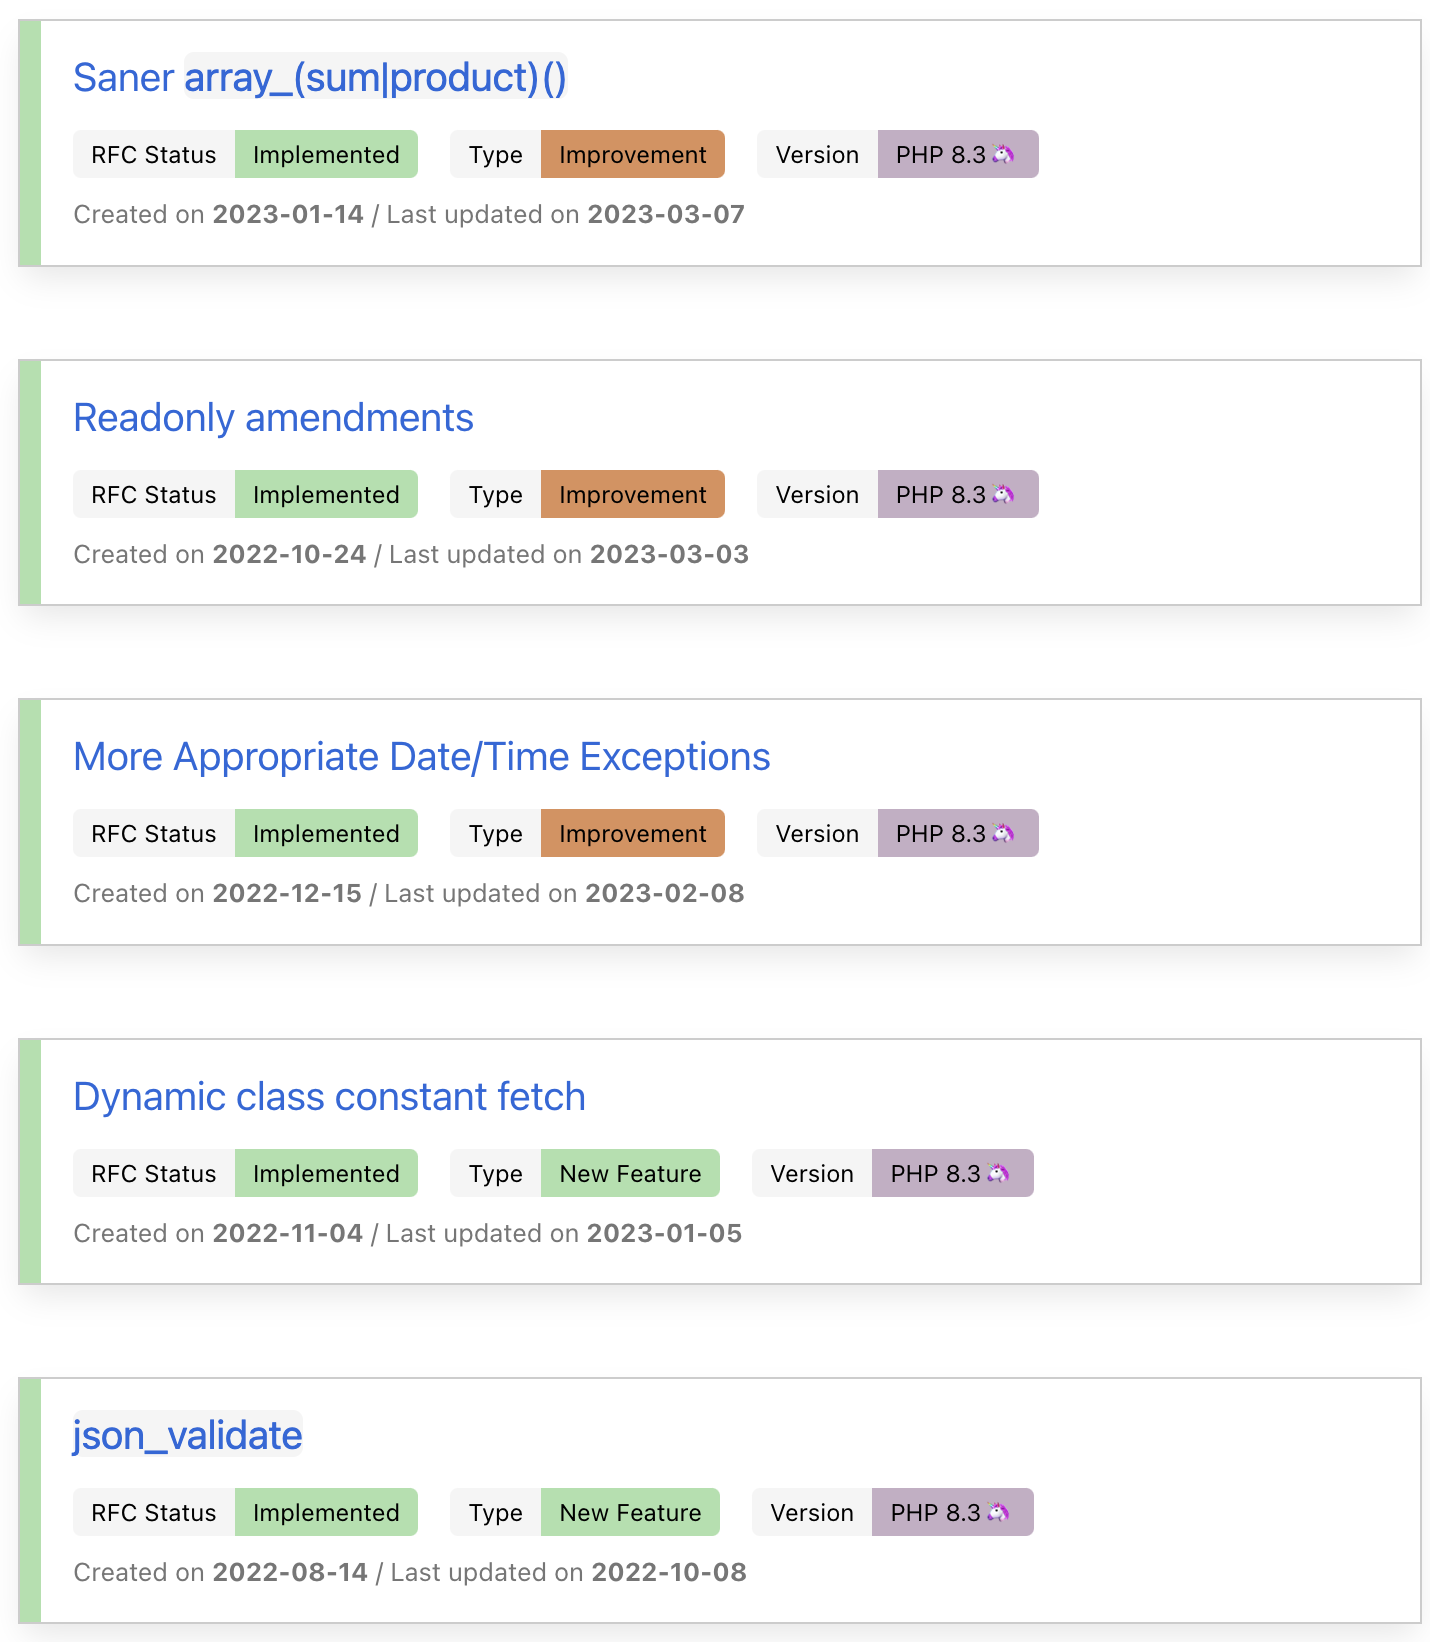 Saner array_(sum|product)()
RFC Status Implemented Type Improvement Version PHP 8.3🦄
Created on 2023-01-14 / Last updated on 2023-03-07
Readonly amendments
RFC Status Implemented Type Improvement Version PHP 8.3🦄
Created on 2022-10-24 / Last updated on 2023-03-03
More Appropriate Date/Time Exceptions
RFC Status Implemented Type Improvement Version PHP 8.3🦄
Created on 2022-12-15 / Last updated on 2023-02-08
Dynamic class constant fetch
RFC Status Implemented Type New Feature Version PHP 8.3🦄
Created on 2022-11-04 / Last updated on 2023-01-05
json_validate
RFC Status Implemented Type New Feature Version PHP 8.3🦄
Created on 2022-08-14 / Last updated on 2022-10-08